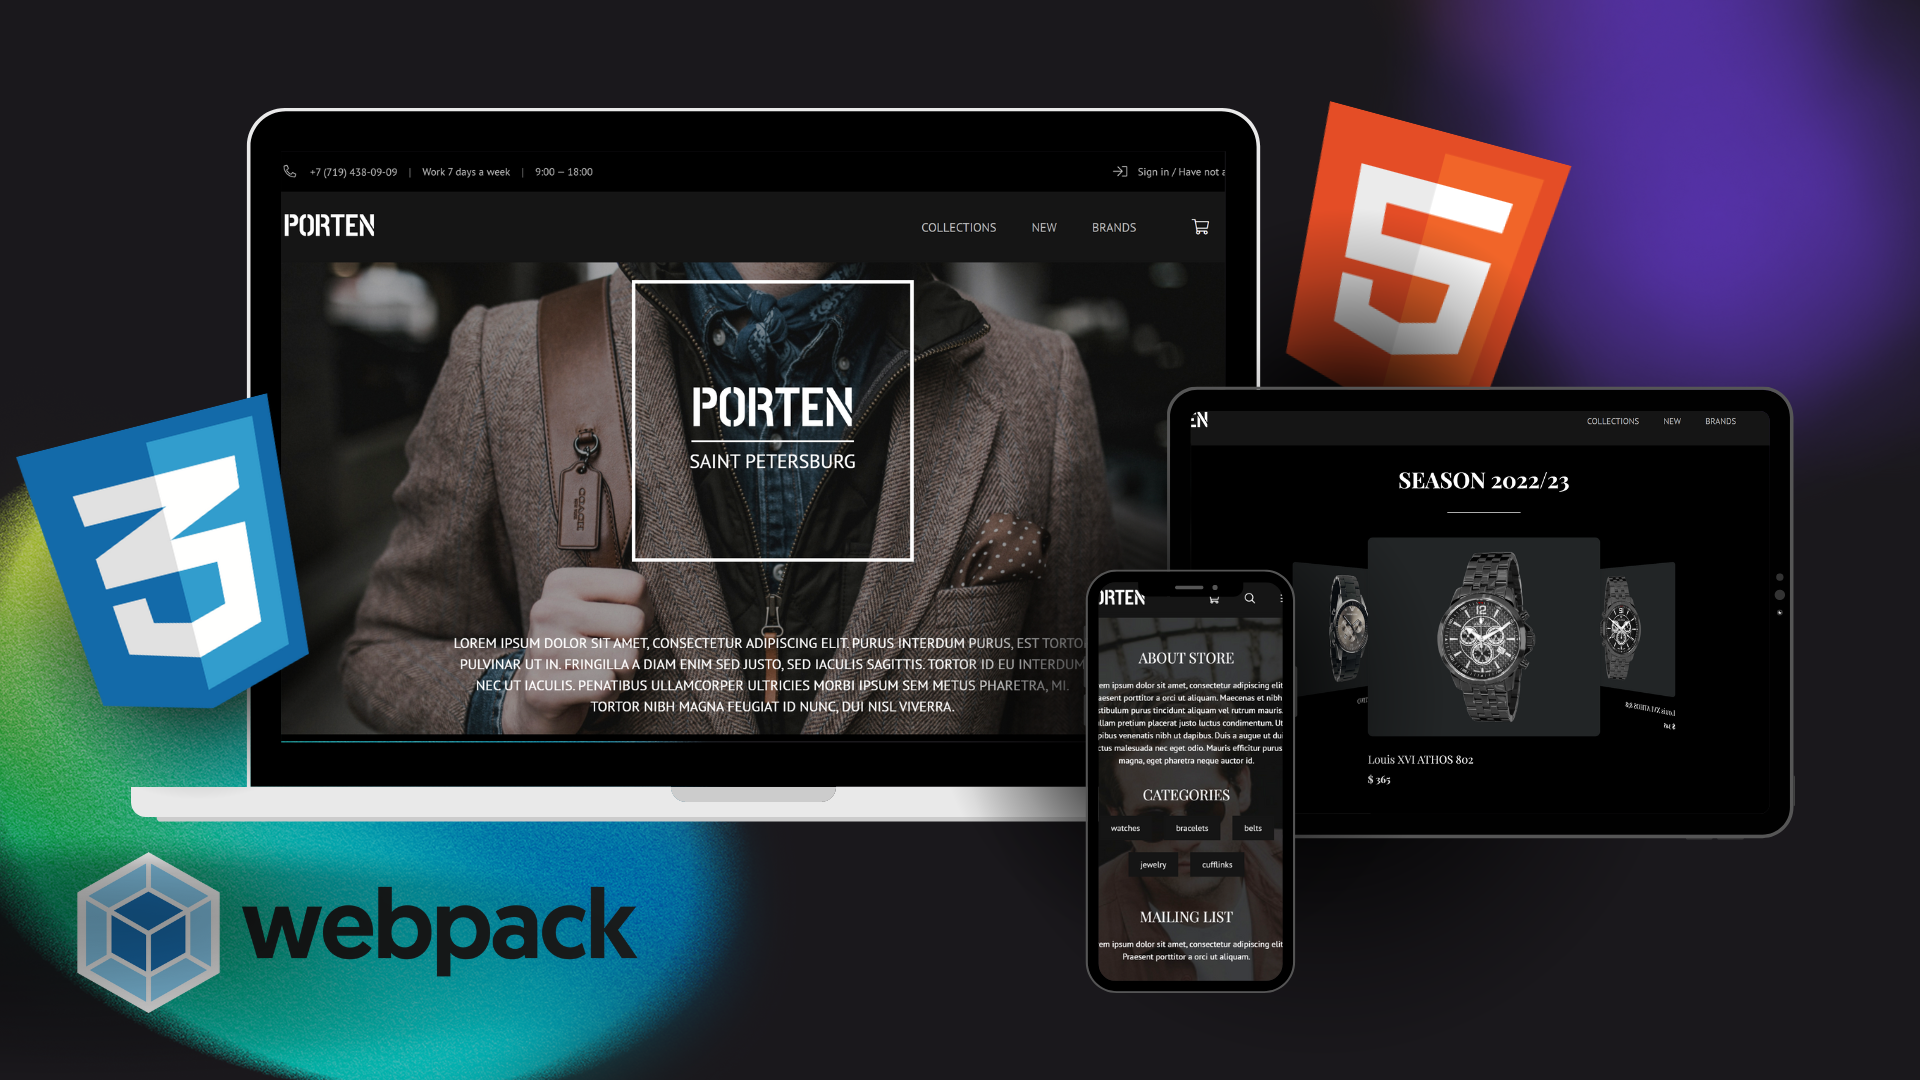 +7 (719) 438-09-09 | Work 7 days a week | 9:00 – 18:00
Sign in / Have not a
PORTEN
COLLECTIONS NEW BRANDS
PORTEN
SAINT PETERSBURG
COACH
LOREM IPSUM DOLOR SIT AMET, CONSECTETUR ADIPISCING ELIT. PURUS INTERDUM PURUS, EST TORTO
PULVINAR UT IN. FRINGILLA A DIAM ENIM SED JUSTO, SED IACULIS SAGITTIS. TORTOR ID EU INTERDUM
NEC UT IACULIS. PENATIBUS ULLAMCORPER ULTRICIES MORBI IPSUM SEM METUS PHARETRA, MI.
TORTOR NIBH MAGNA FEUGIAT ID NUNC, DUI NISL VIVERRA.
5
3
EN
COLLECTIONS NEW BRANDS
SEASON 2022/23
Louis XVI ATHOS 802
$ 365
ORTEN
ABOUT STORE
em ipsum dolor sit amet, consectetur adipiscing elit
aesent porttitor a orci ut aliquam. Maecenas et nibh
stibulum purus tincidunt aliquam vel rutrum mauris.
ullam pretium placerat justo luctus condimentum. Ut
pibus venenatis nibh ut dapibus. Duis a augue ut dui
ctus malesuada nec eget odio. Mauris efficitur purus
magna, eget pharetra neque auctor id.
CATEGORIES
watches bracelets belts
jewelry cufflinks
MAILING LIST
em ipsum dolor sit amet, consectetur adipiscing elit
Praesent porttitor a orci ut aliquam.
webpack